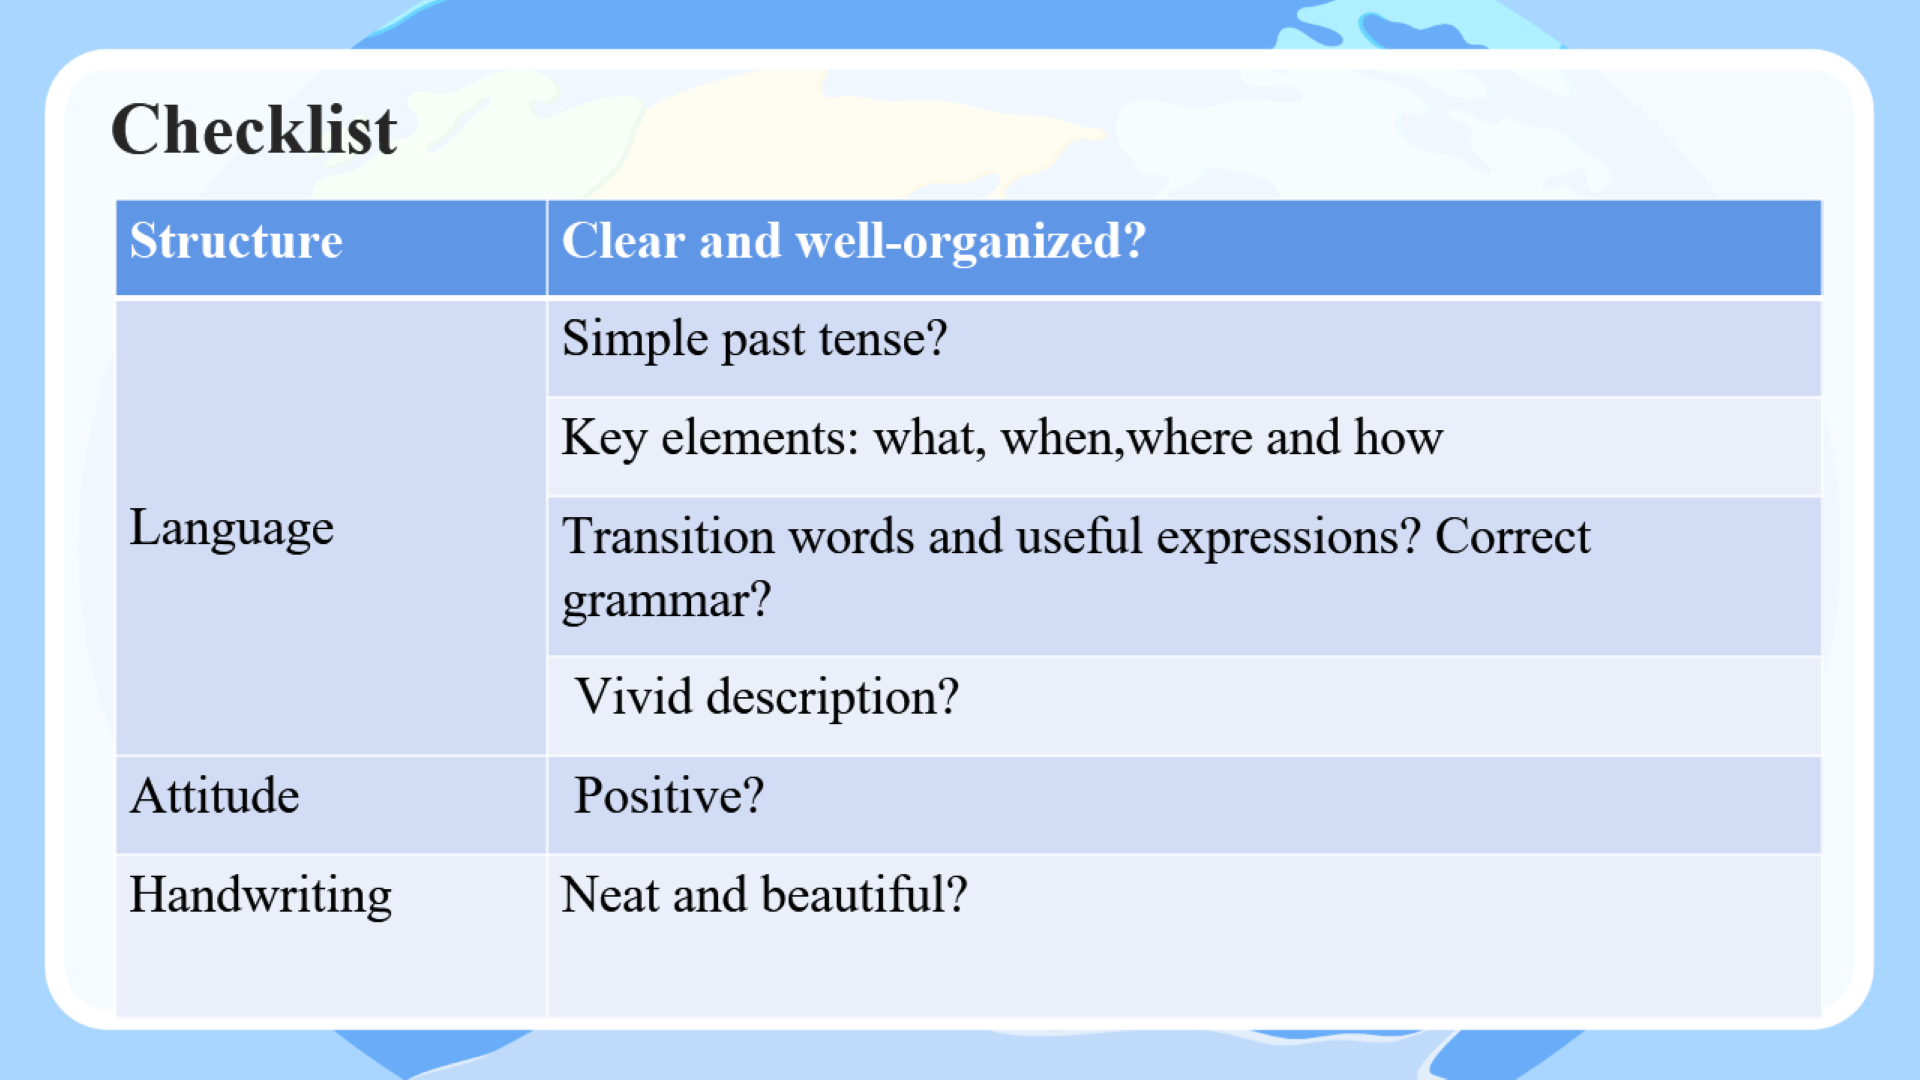 Checklist
Structure
Clear and well-organized?
Language
Simple past tense?
Key elements: what, when,where and how
Transition words and useful expressions? Correct
grammar?
Vivid description?
Attitude
Positive?
Handwriting
Neat and beautiful?